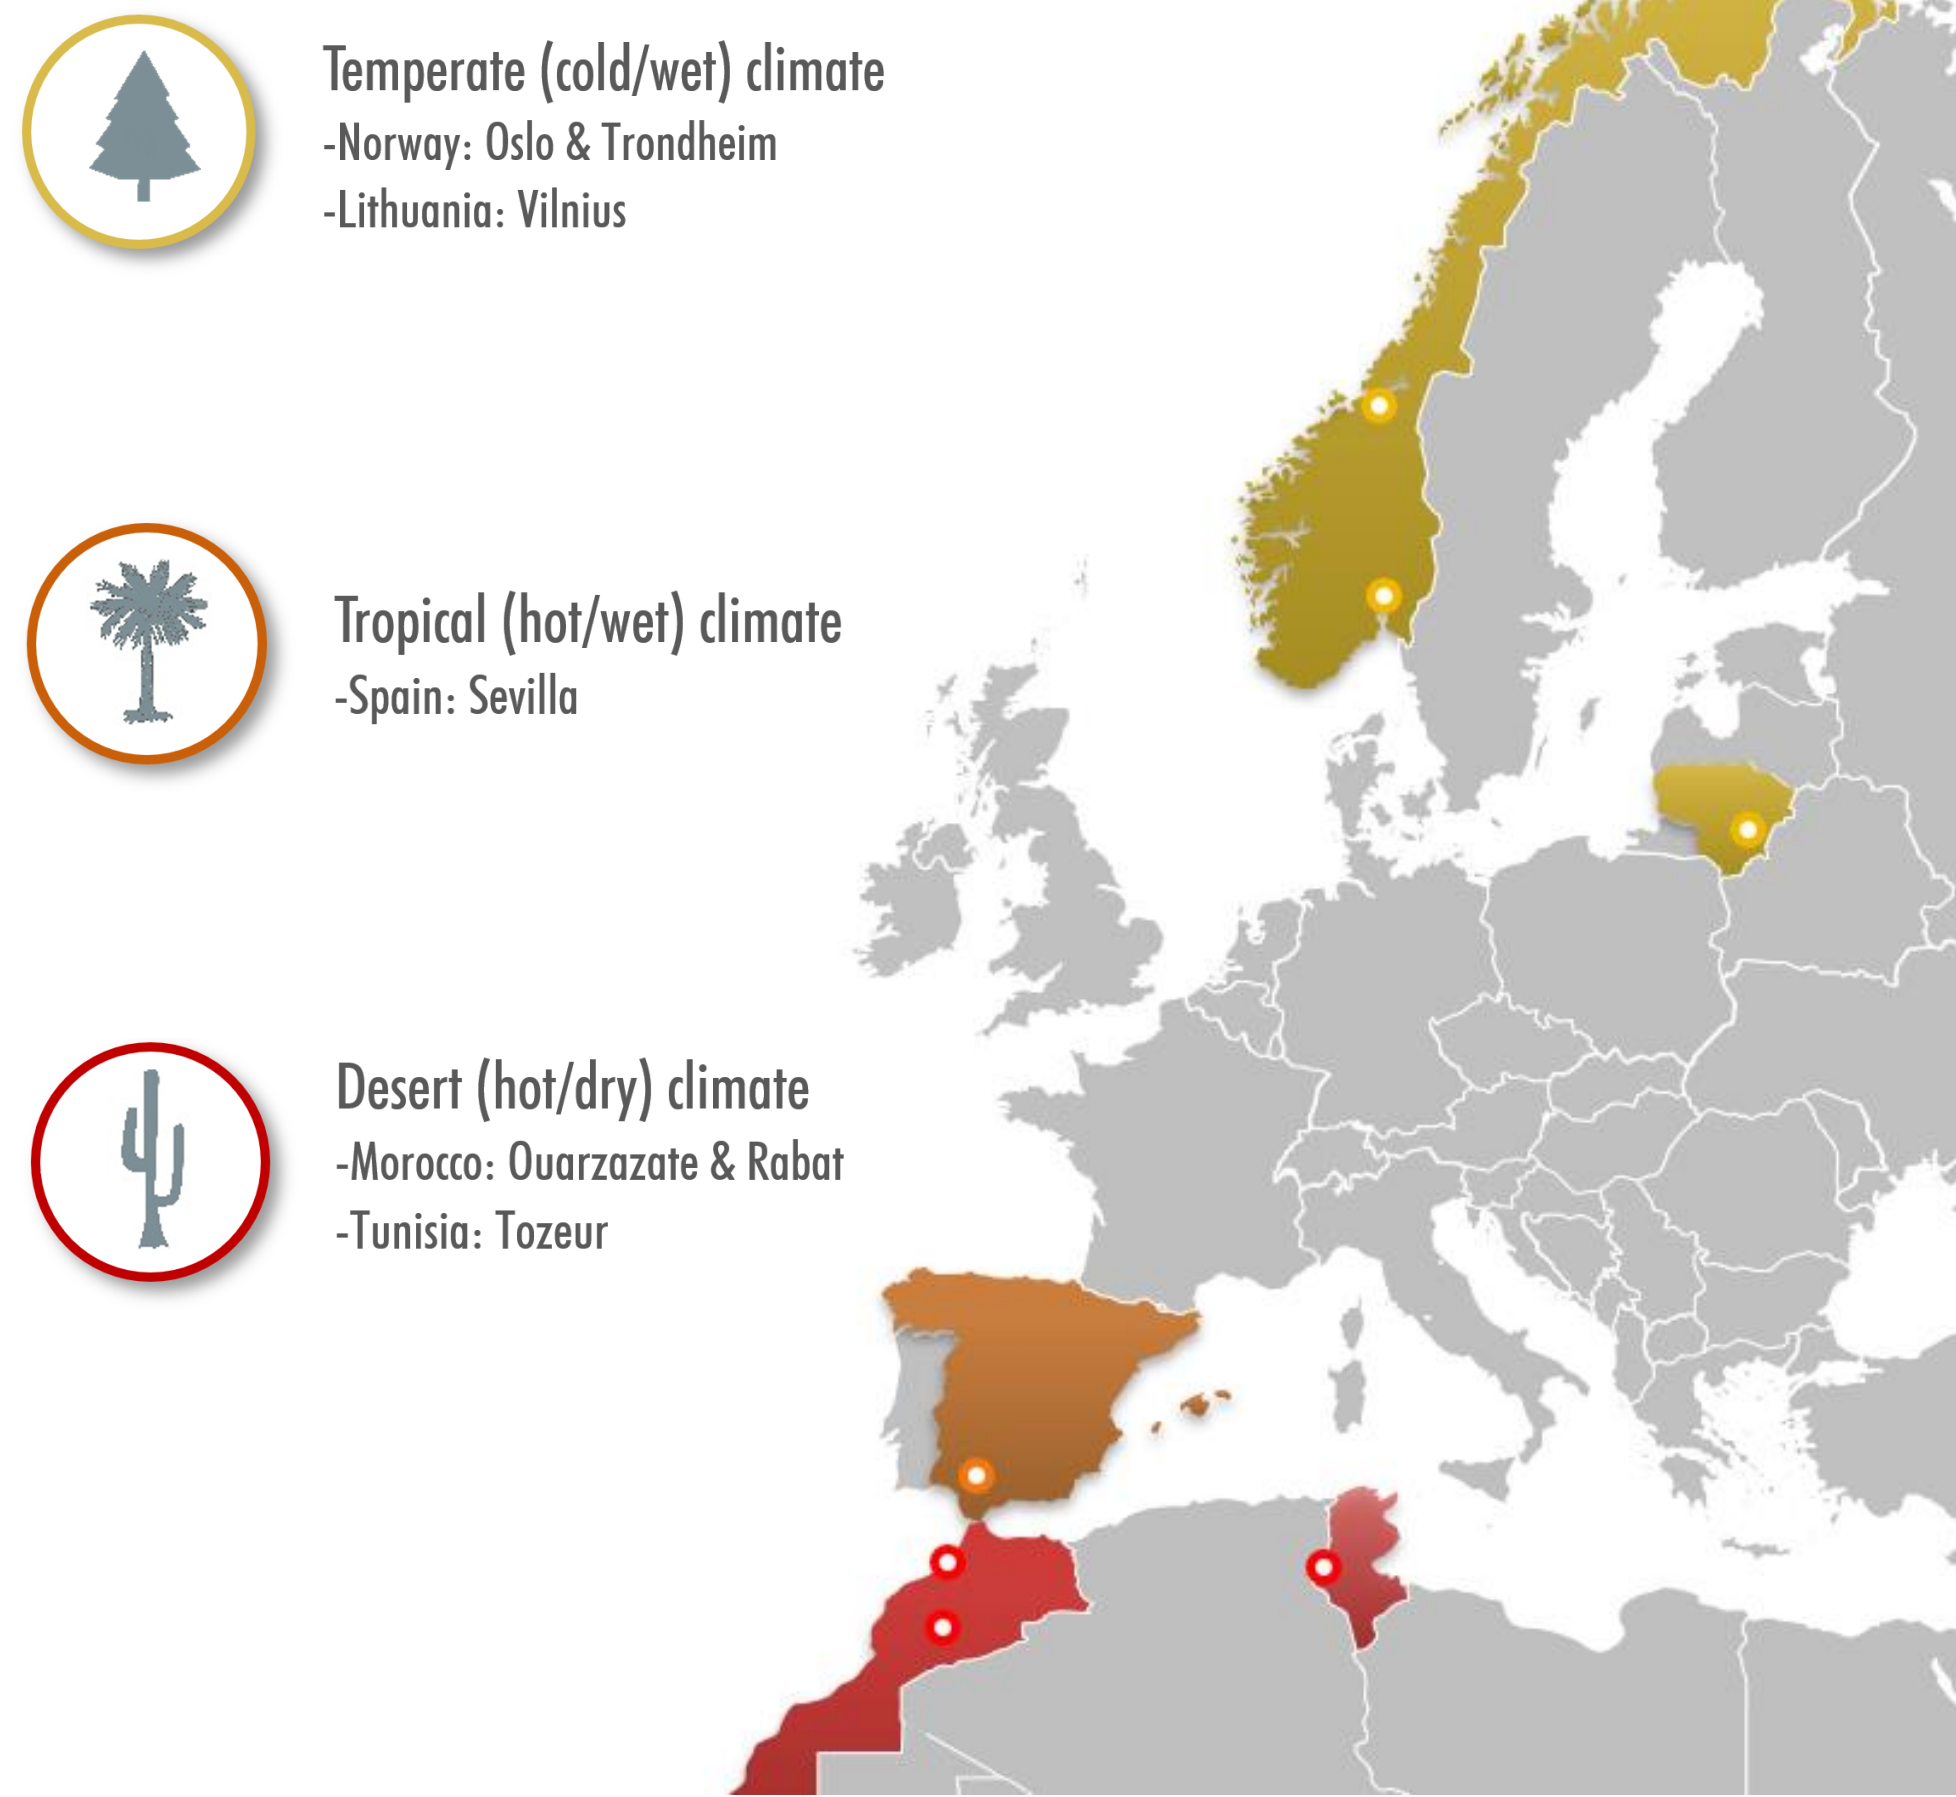 Temperate (cold/wet) climate
-Norway: Oslo & Trondheim
-Lithuania: Vilnius
Tropical (hot/wet) climate
-Spain: Sevilla
Desert (hot/dry) climate
-Morocco: Ouarzazate & Rabat
-Tunisia: Tozeur